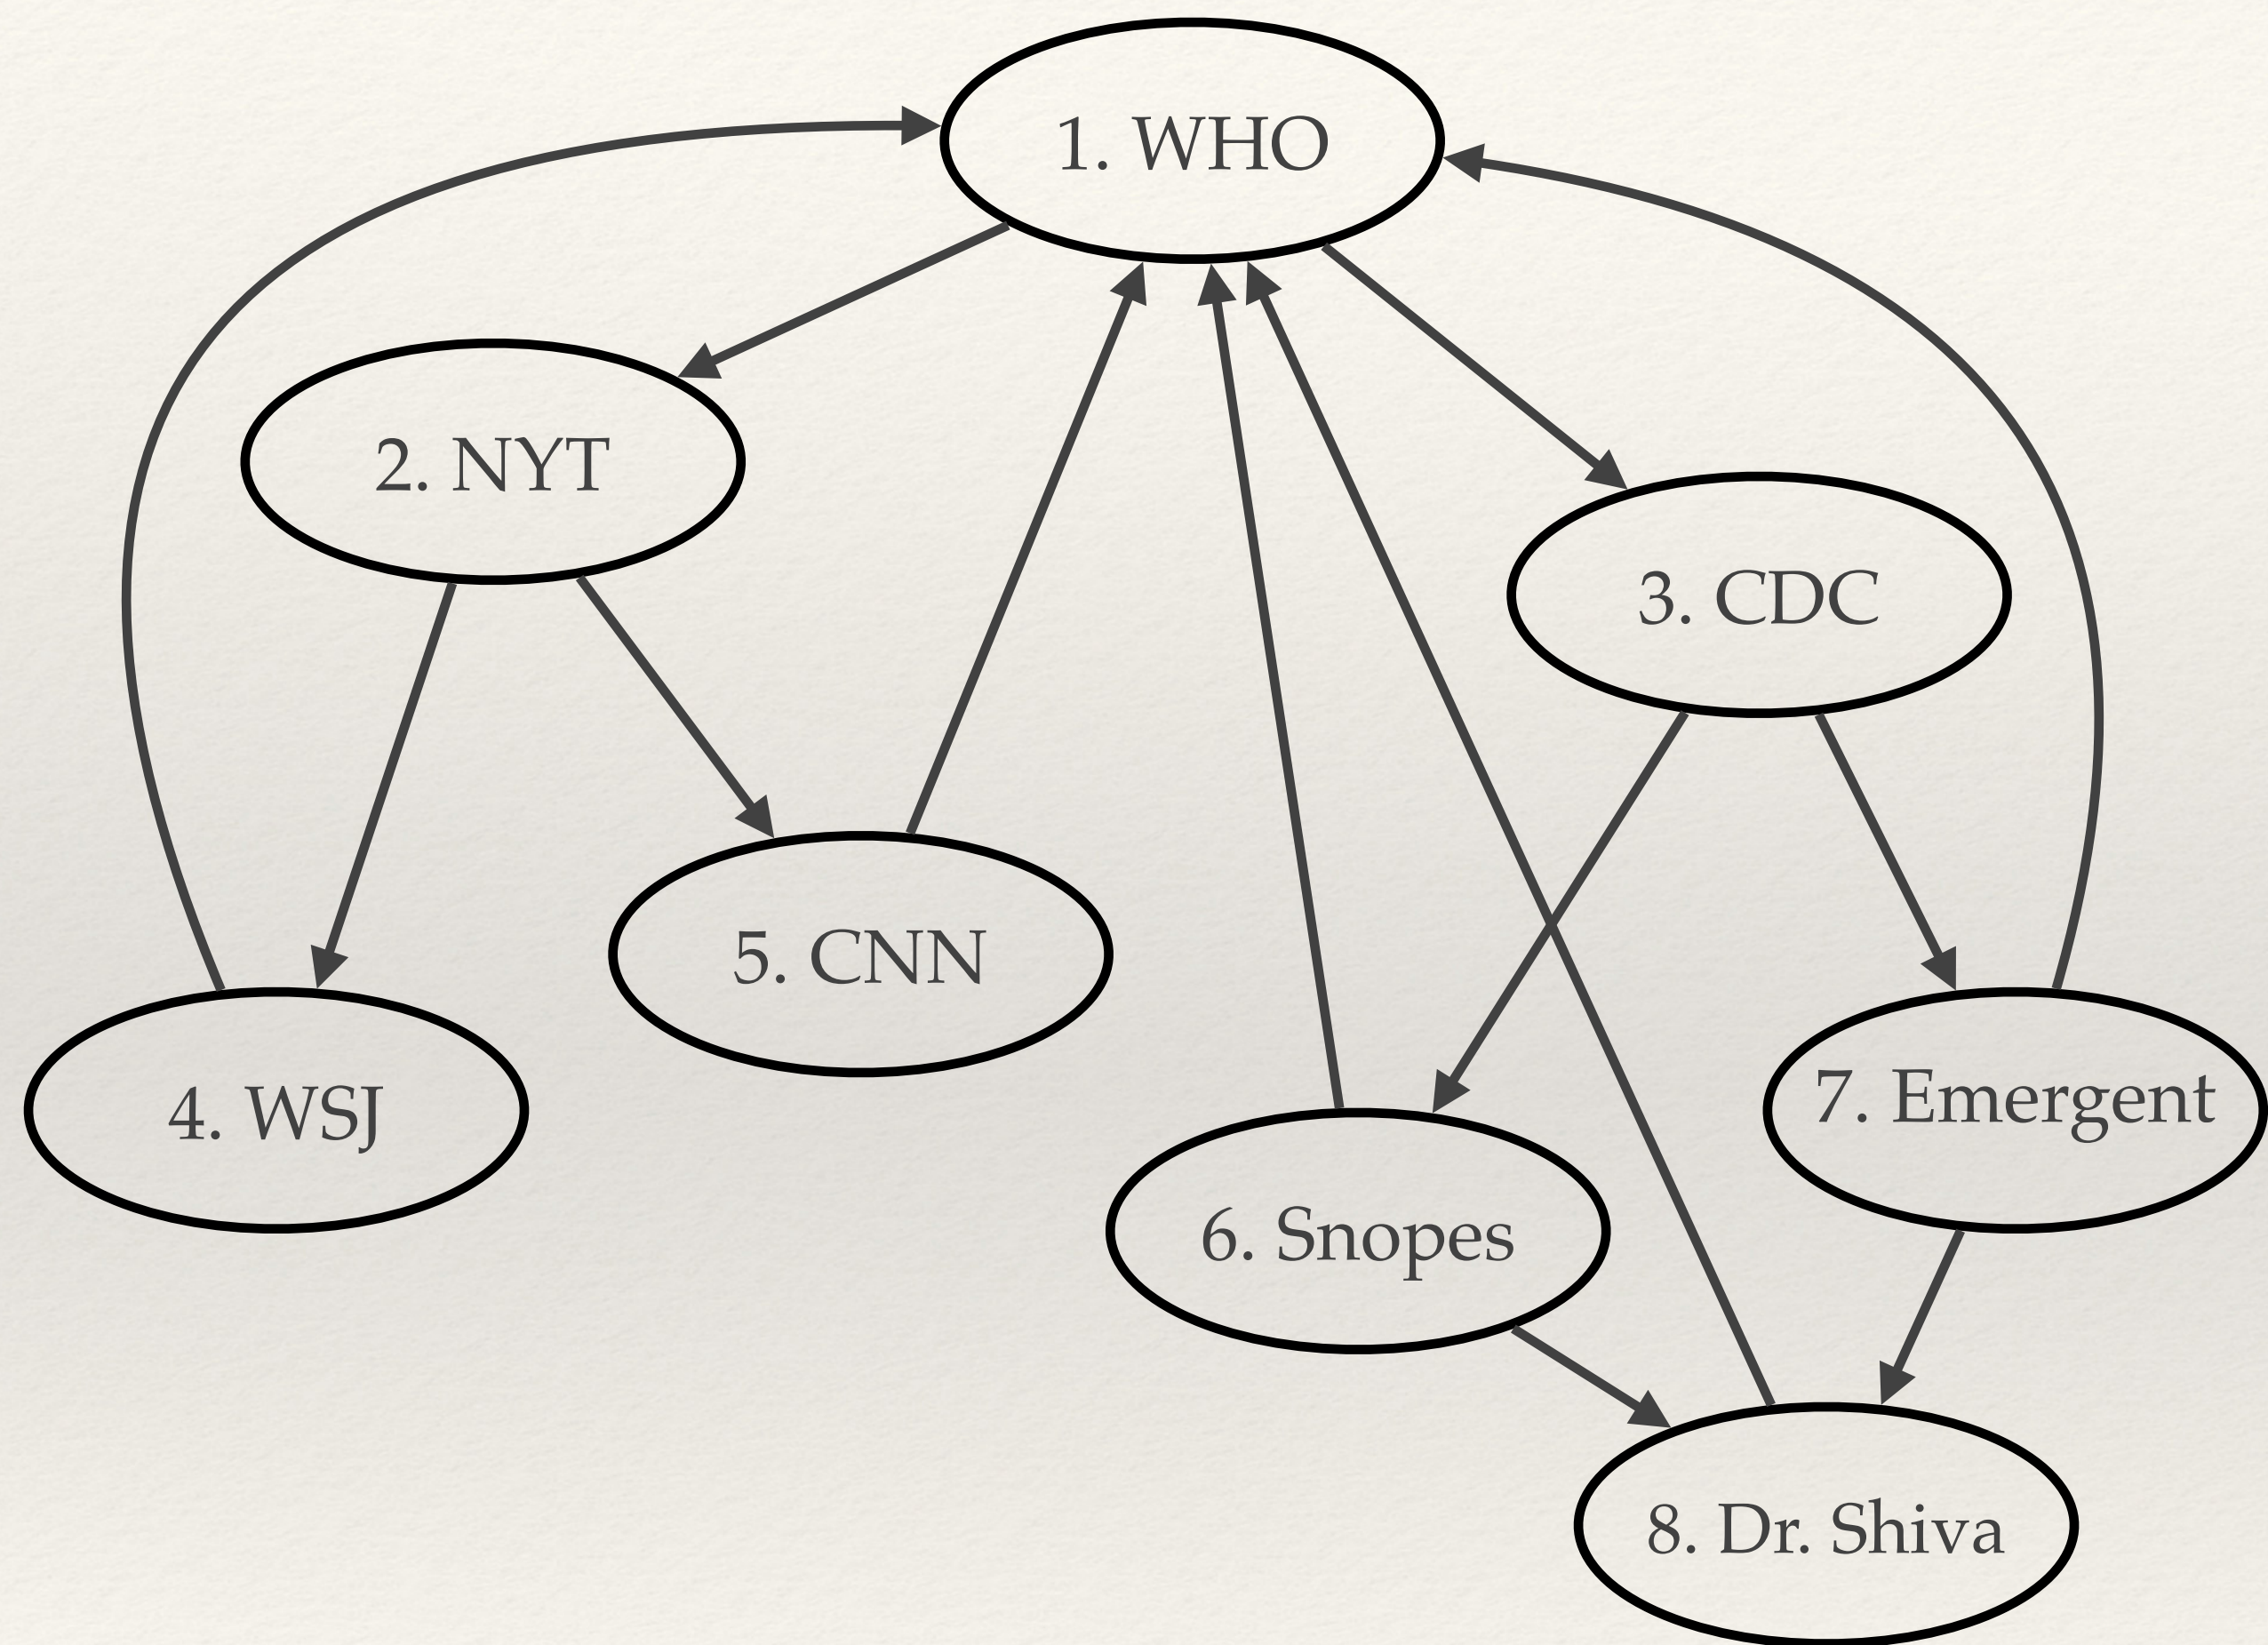 1. WHO
2. NYT
3. CDC
4. WSJ
5. CNN
6. Snopes
7. Emergent
8. Dr. Shiva